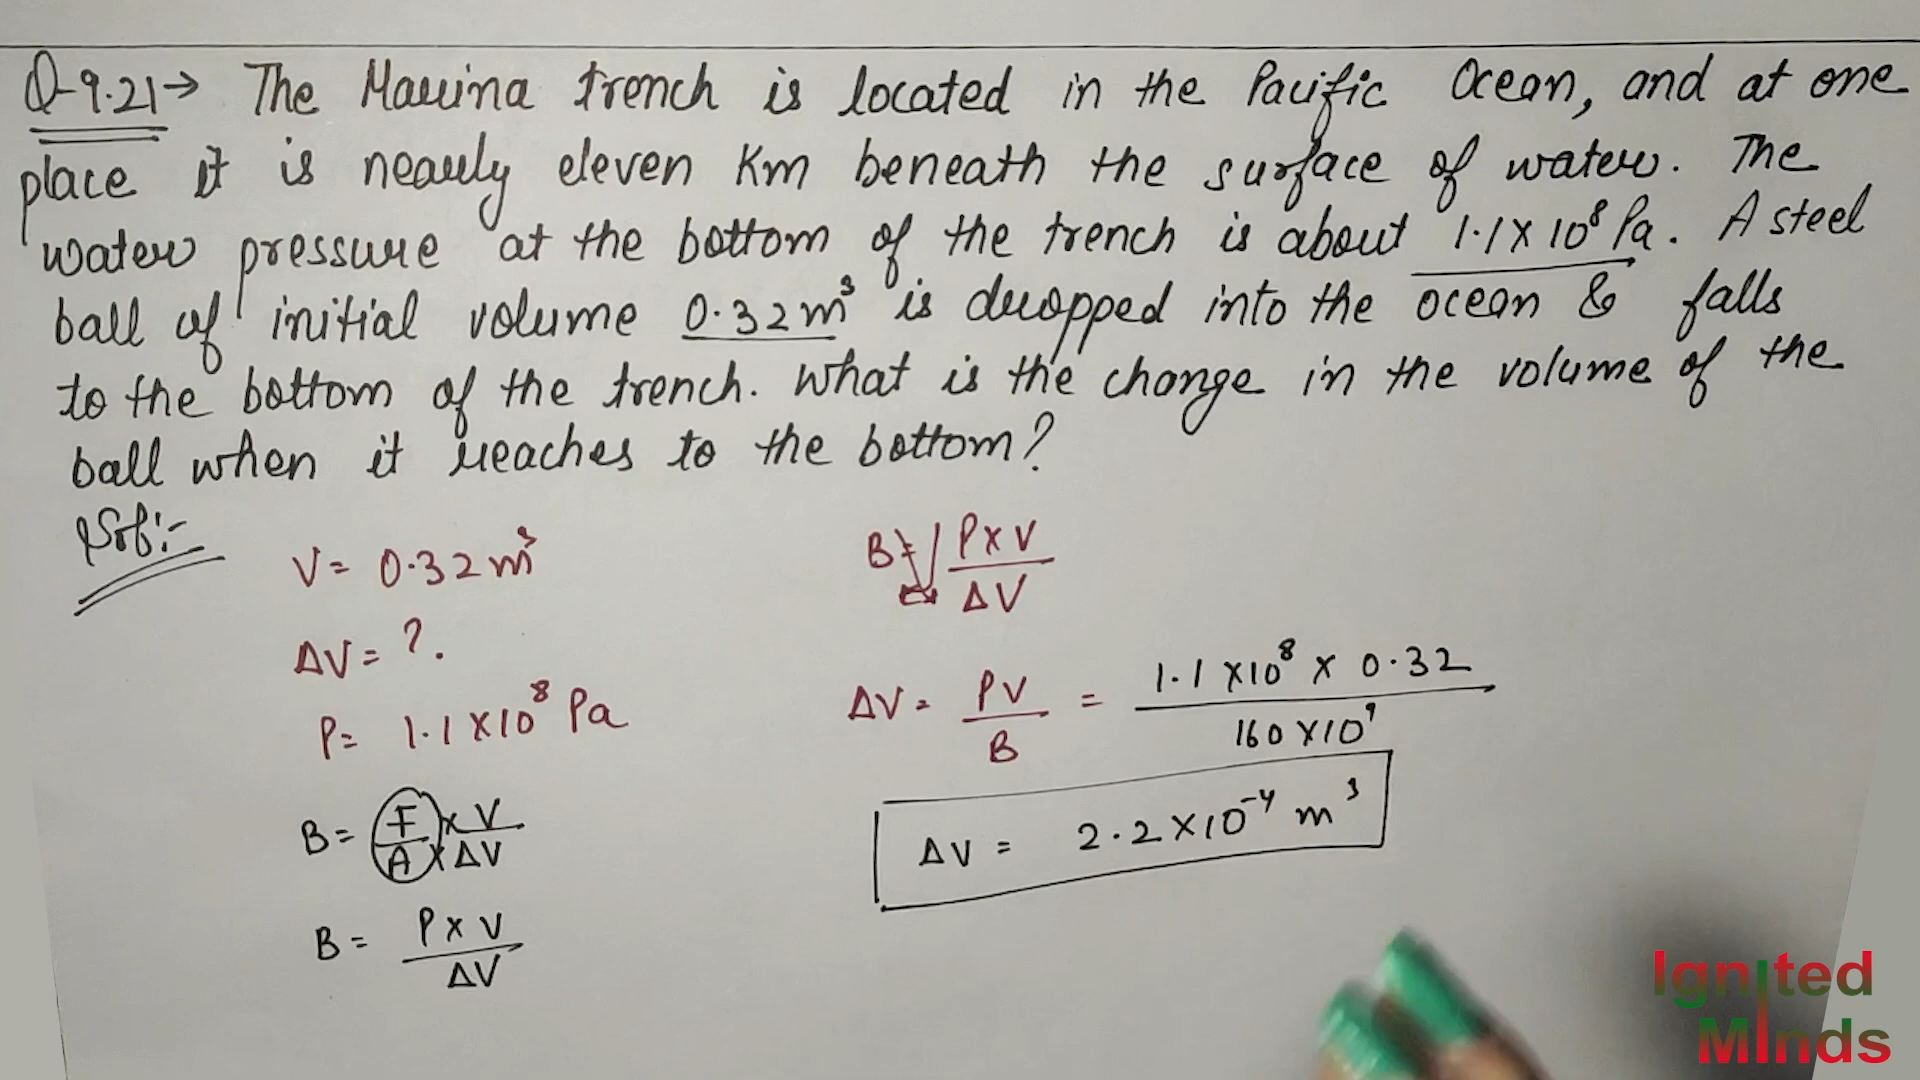 Q-9.21→ The Mariina trench is located in the Pacific Ocean, and at one
place it is nearly eleven Km beneath the surface of water. The
water pressure at the bottom of the trench is about 1.1×10⁸ Pa. A steel
ball of initial volume 0.32m³ is dropped into the ocean & falls
to the bottom of the trench. What is the change in the volume of the
ball when it reaches to the bottom?
Sol:-
V= 0.32m³
ΔV= ?.
P= 1.1×10⁸ Pa
B= F/A × V/ΔV
B= P×V/ΔV
B= P×V/ΔV
ΔV= PV/B = 1.1×10⁸ × 0.32/160×10⁹
ΔV = 2.2×10⁻⁴ m³
Ignited
Minds